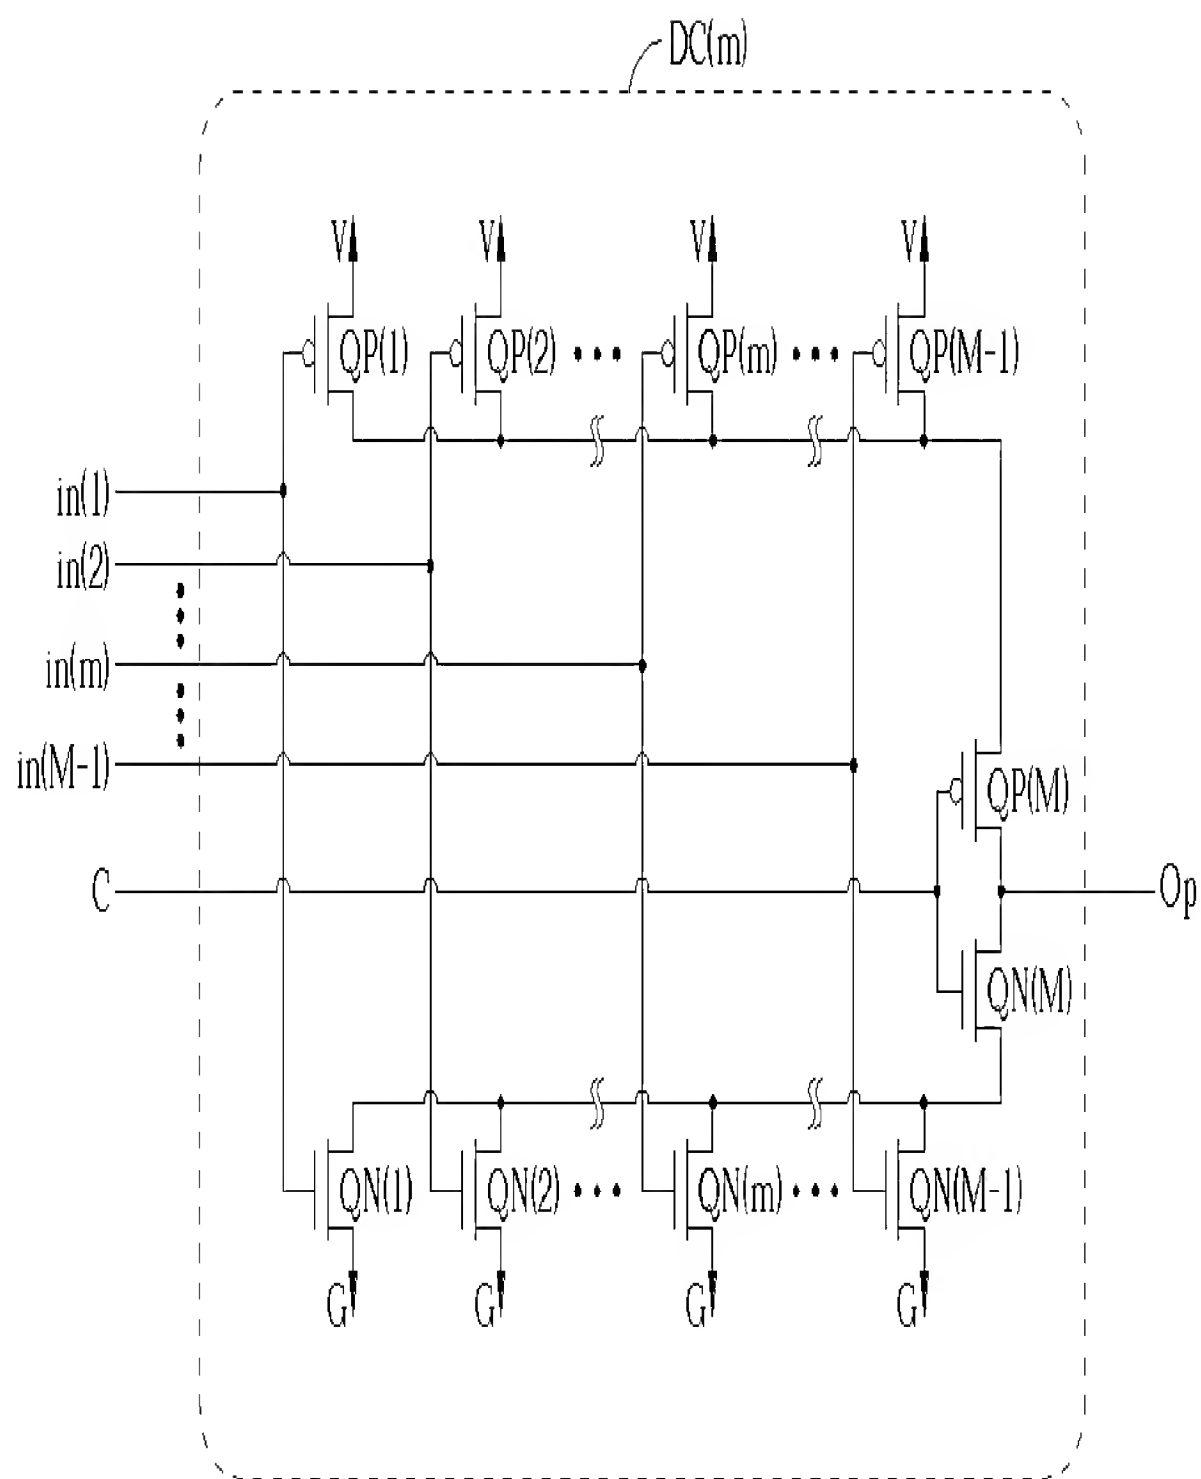 DC(m)
V V V V
QP(1) QP(2) ••• QP(m) ••• QP(M-1)
in(1)
in(2)
in(m)
in(M-1)
QP(M)
C
Op
QN(M)
QN(1) QN(2) ••• QN(m) ••• QN(M-1)
G G G G